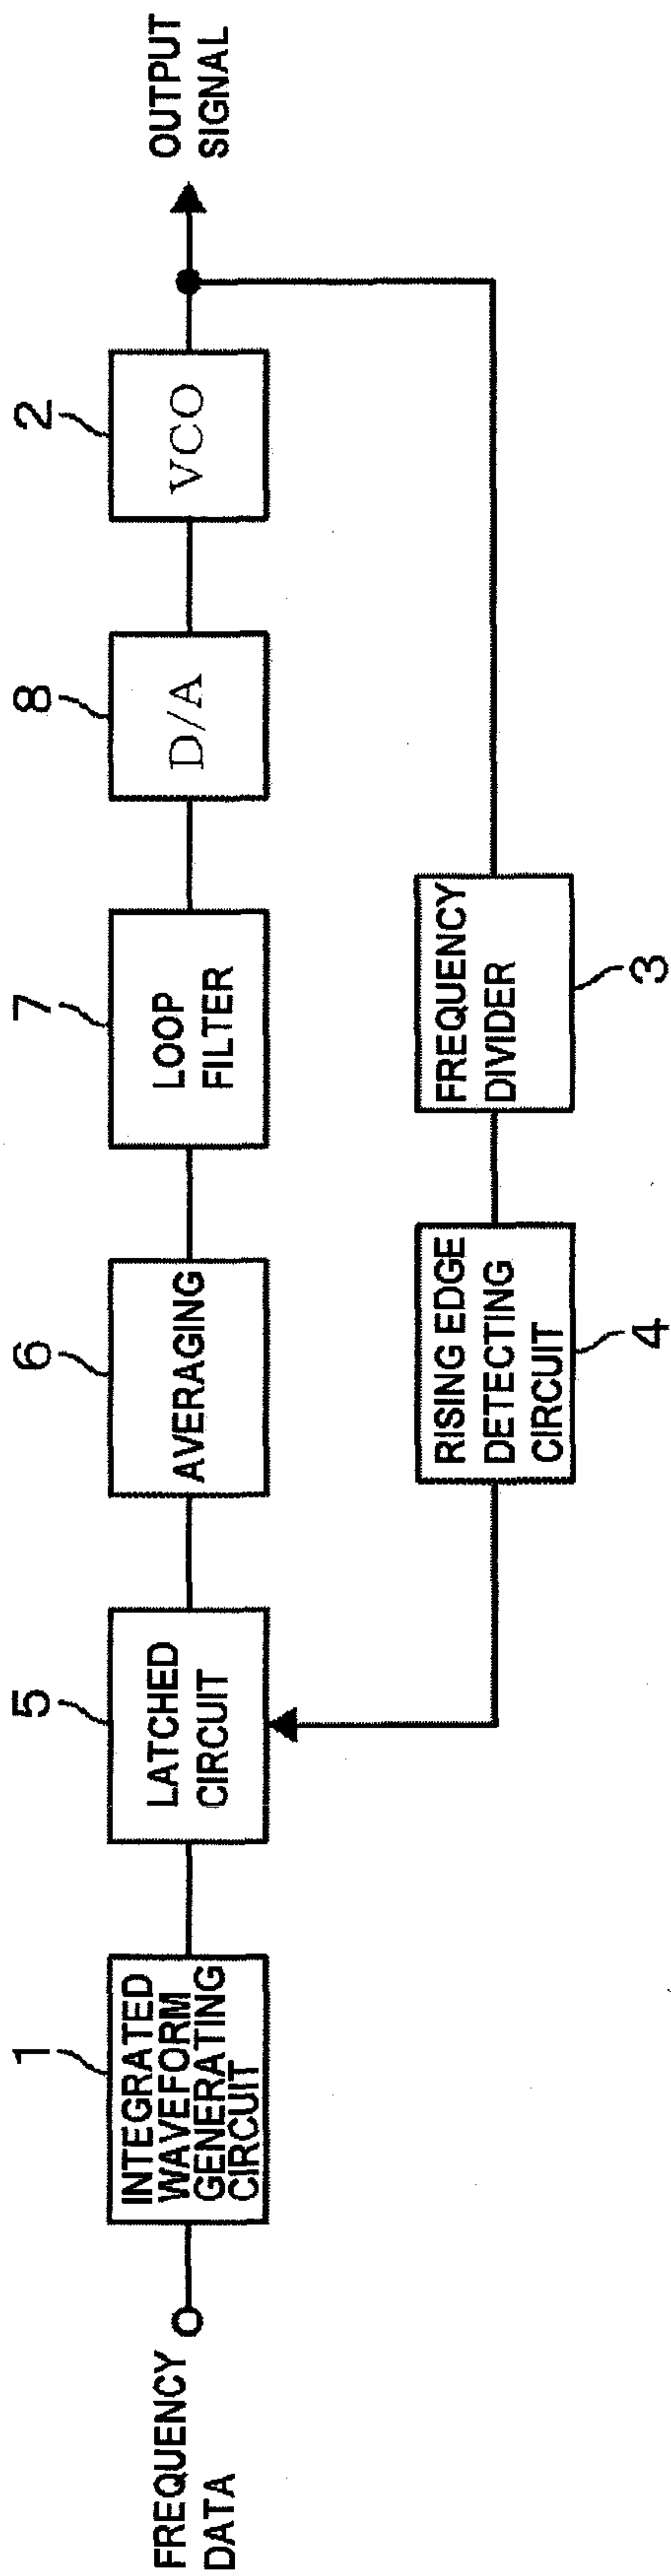 FREQUENCY
DATA
1
INTEGRATED
WAVEFORM
GENERATING
CIRCUIT
5
LATCHED
CIRCUIT
6
AVERAGING
7
LOOP
FILTER
8
D/A
2
VCO
OUTPUT
SIGNAL
RISING EDGE
DETECTING
CIRCUIT
4
FREQUENCY
DIVIDER
3